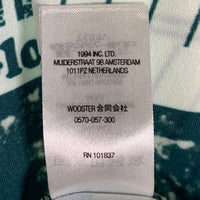 1994 INC. LTD.
MUIDERSTRAAT 9B AMSTERDAM
1011PZ NETHERLANDS
WOOSTER 合同会社
0570-057-300
RN 101837